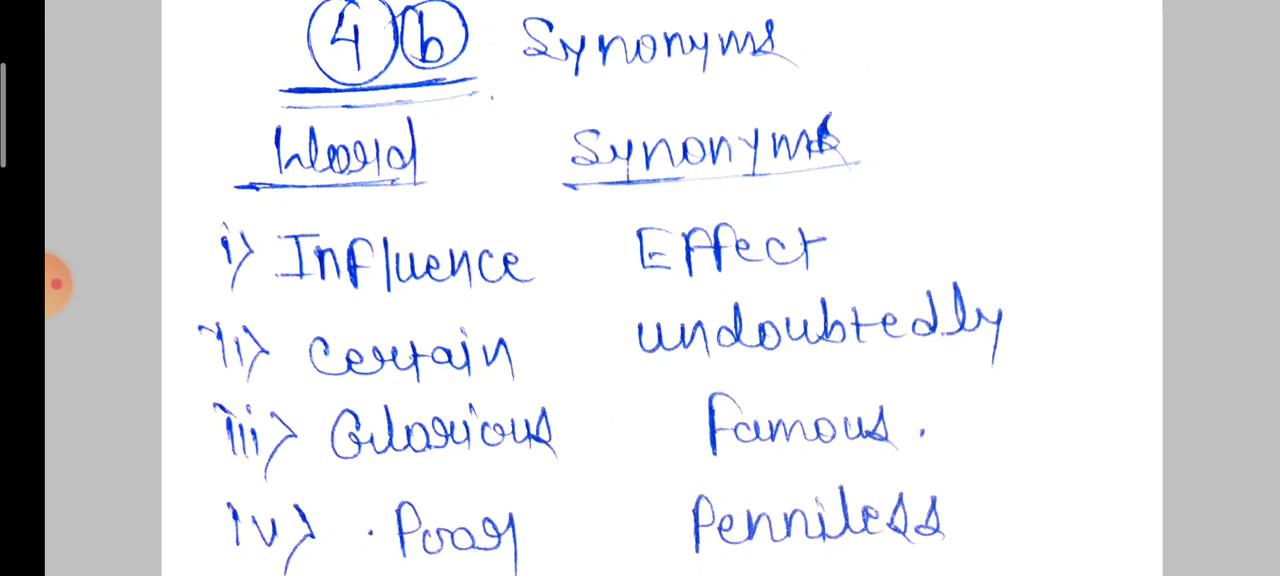 4 b Synonyms
Word Synonyms
i) Influence Effect
ii) Certain undoubtedly
iii) Glorious Famous.
iv) Poor Penniless